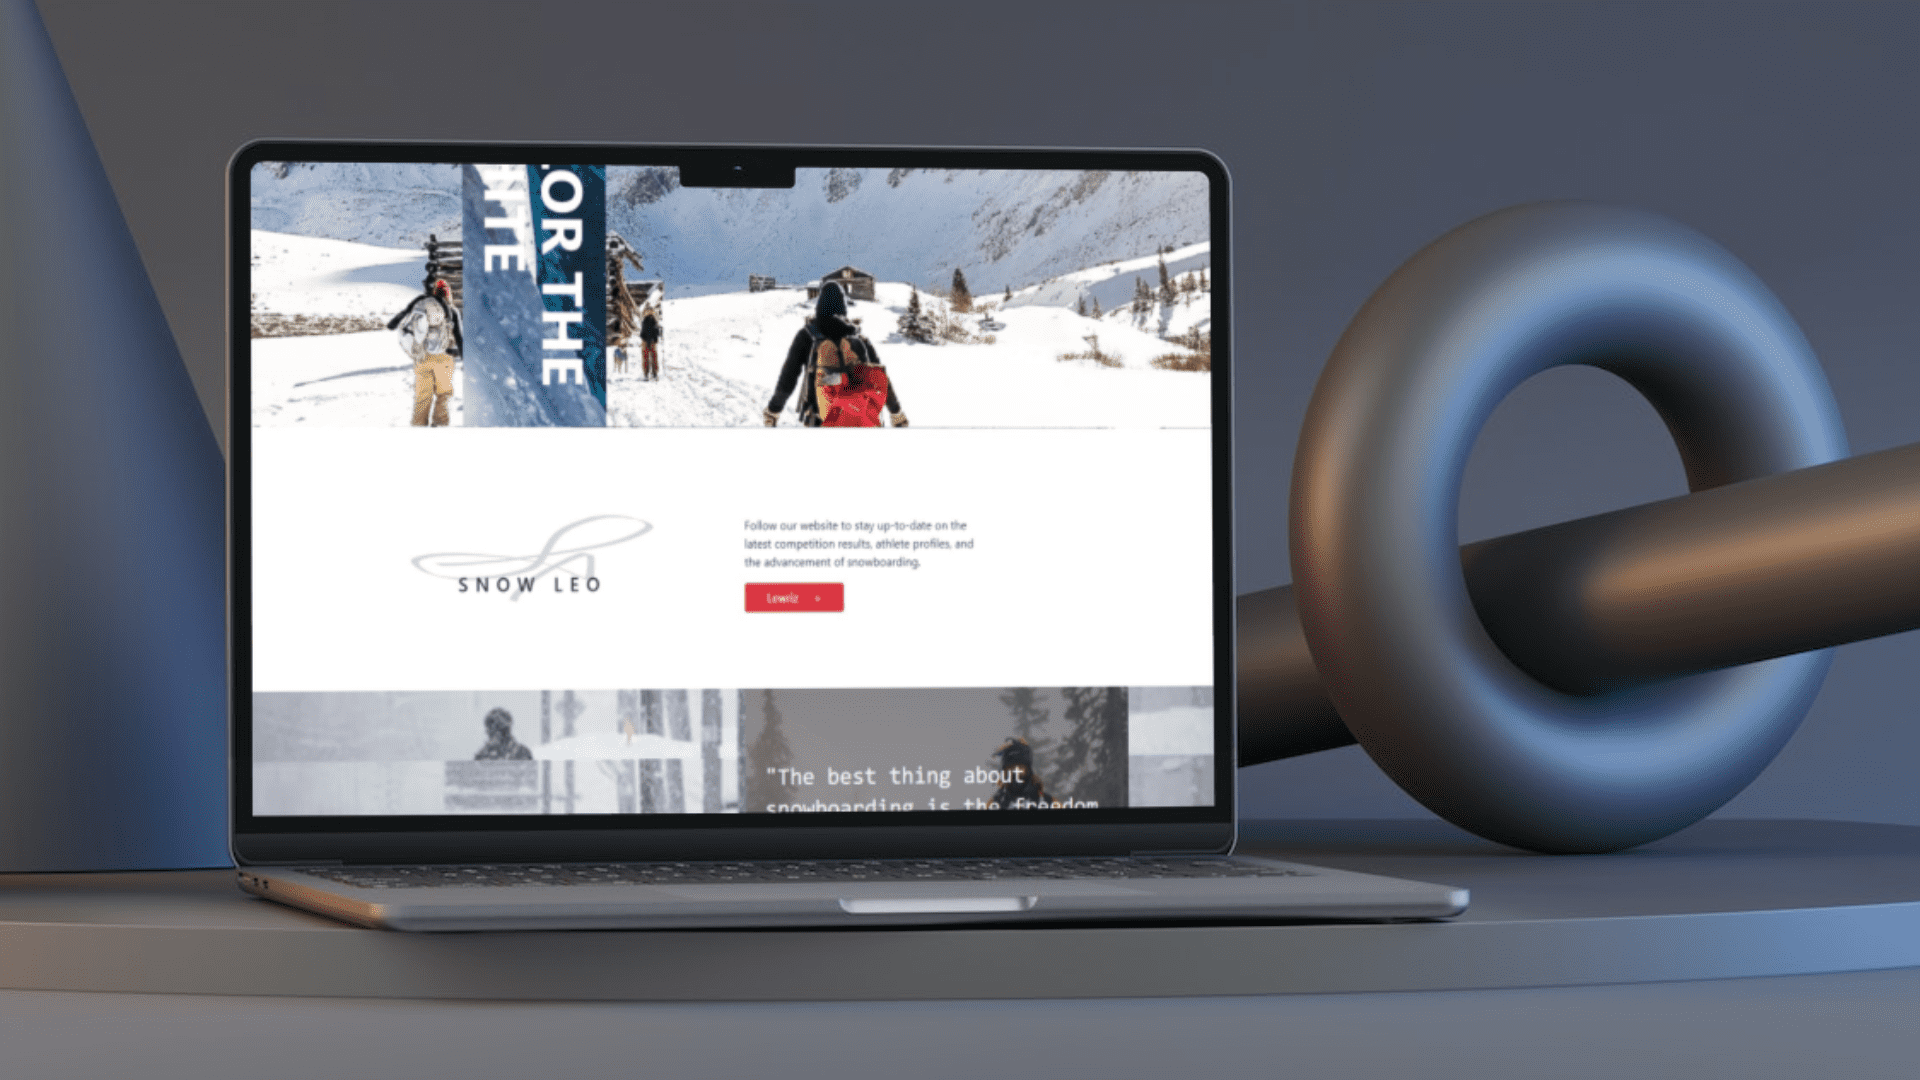 OR THE
ITE
SNOW LEO
Follow our website to stay up-to-date on the
latest competition results, athlete profiles, and
the advancement of snowboarding.
"The best thing about
snowboarding is the freedom